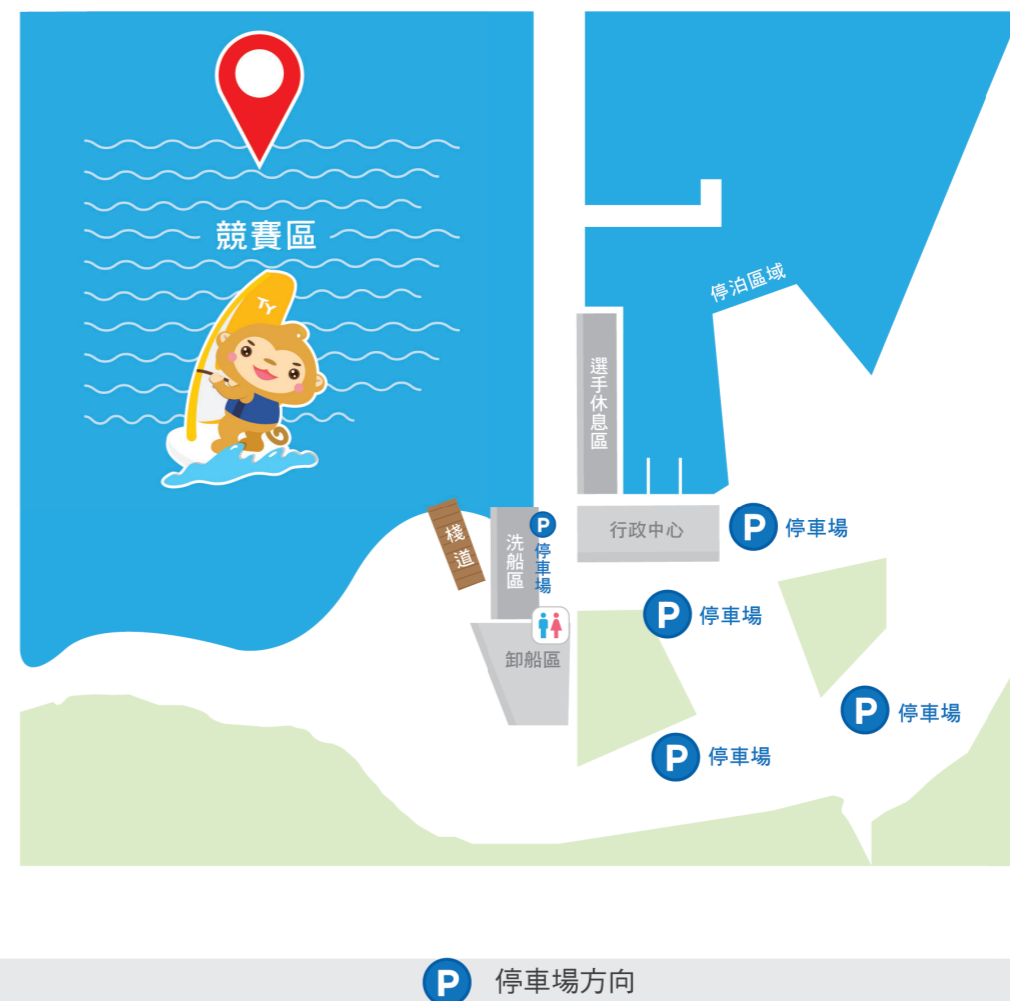 競賽區
TY
停泊區域
選手休息區
棧道
洗船區
P
停車場
行政中心
P 停車場
P 停車場
卸船區
P 停車場
P 停車場
P 停車場方向